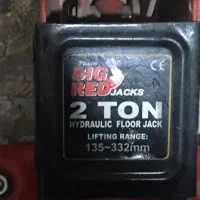 BIG
RED
JACKS
2 TON
HYDRAULIC FLOOR JACK
LIFTING RANGE:
135~332mm
CE